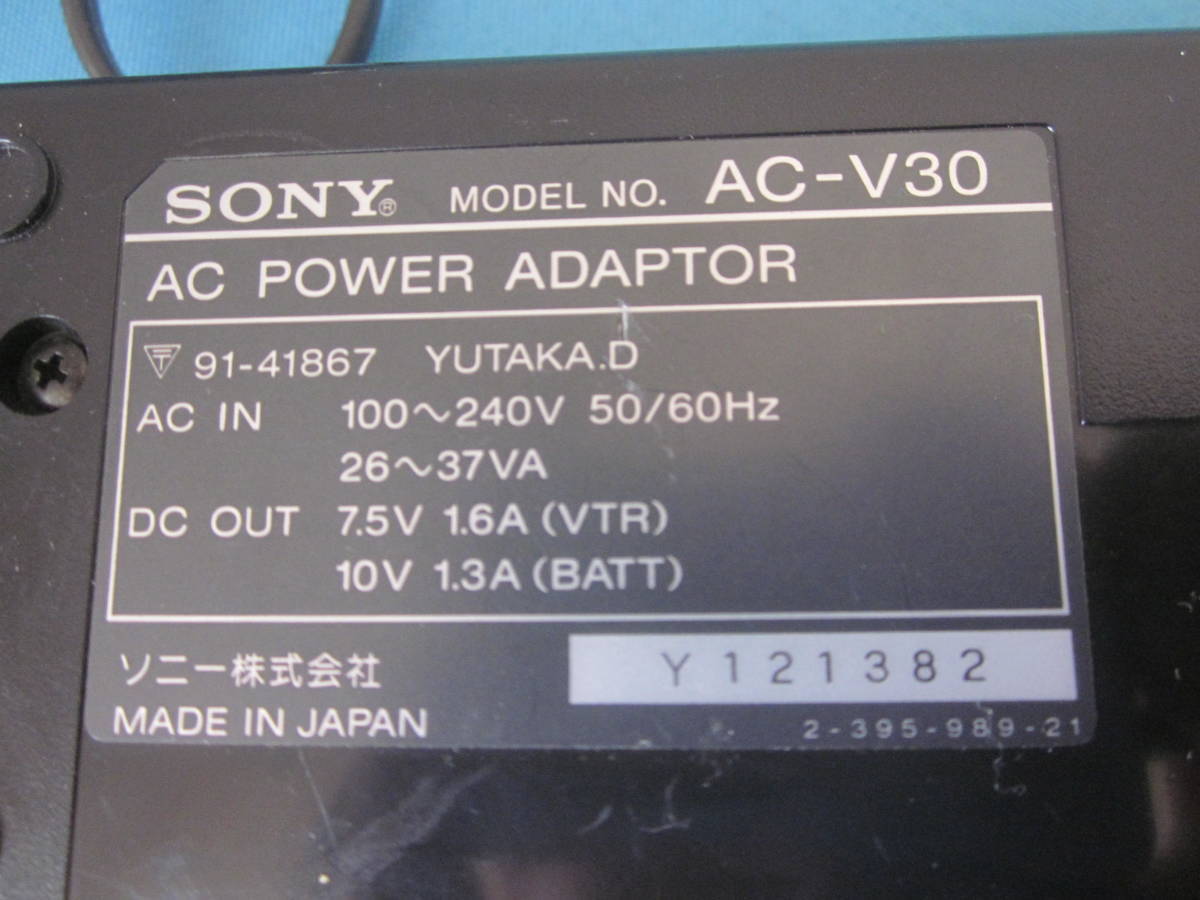 SONY® MODEL NO. AC-V30
AC POWER ADAPTOR
91-41867 YUTAKA.D
AC IN 100～240V 50/60Hz
26～37VA
DC OUT 7.5V 1.6A (VTR)
10V 1.3A (BATT)
ソニー株式会社 Y121382
MADE IN JAPAN 2-395-989-21